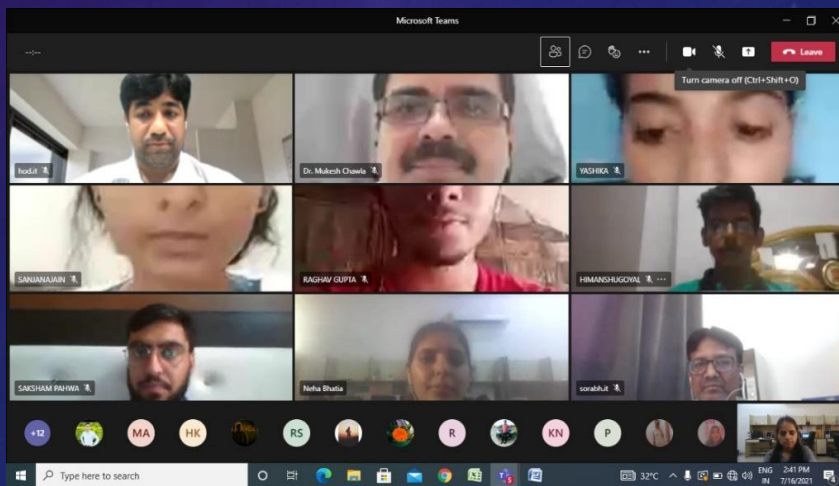 Microsoft Teams
--:--
Leave
Turn camera off (Ctrl+Shift+O)
hod.it
Dr. Mukesh Chawla
YASHIKA
SANJANAJAIN
RAGHAV GUPTA
HIMANSHUGOYAL
SAKSHAM PAHWA
Neha Bhatia
sorabh.it
+12
MA
HK
RS
R
KN
P
Type here to search
32°C
ENG
IN
2:41 PM
7/16/2021